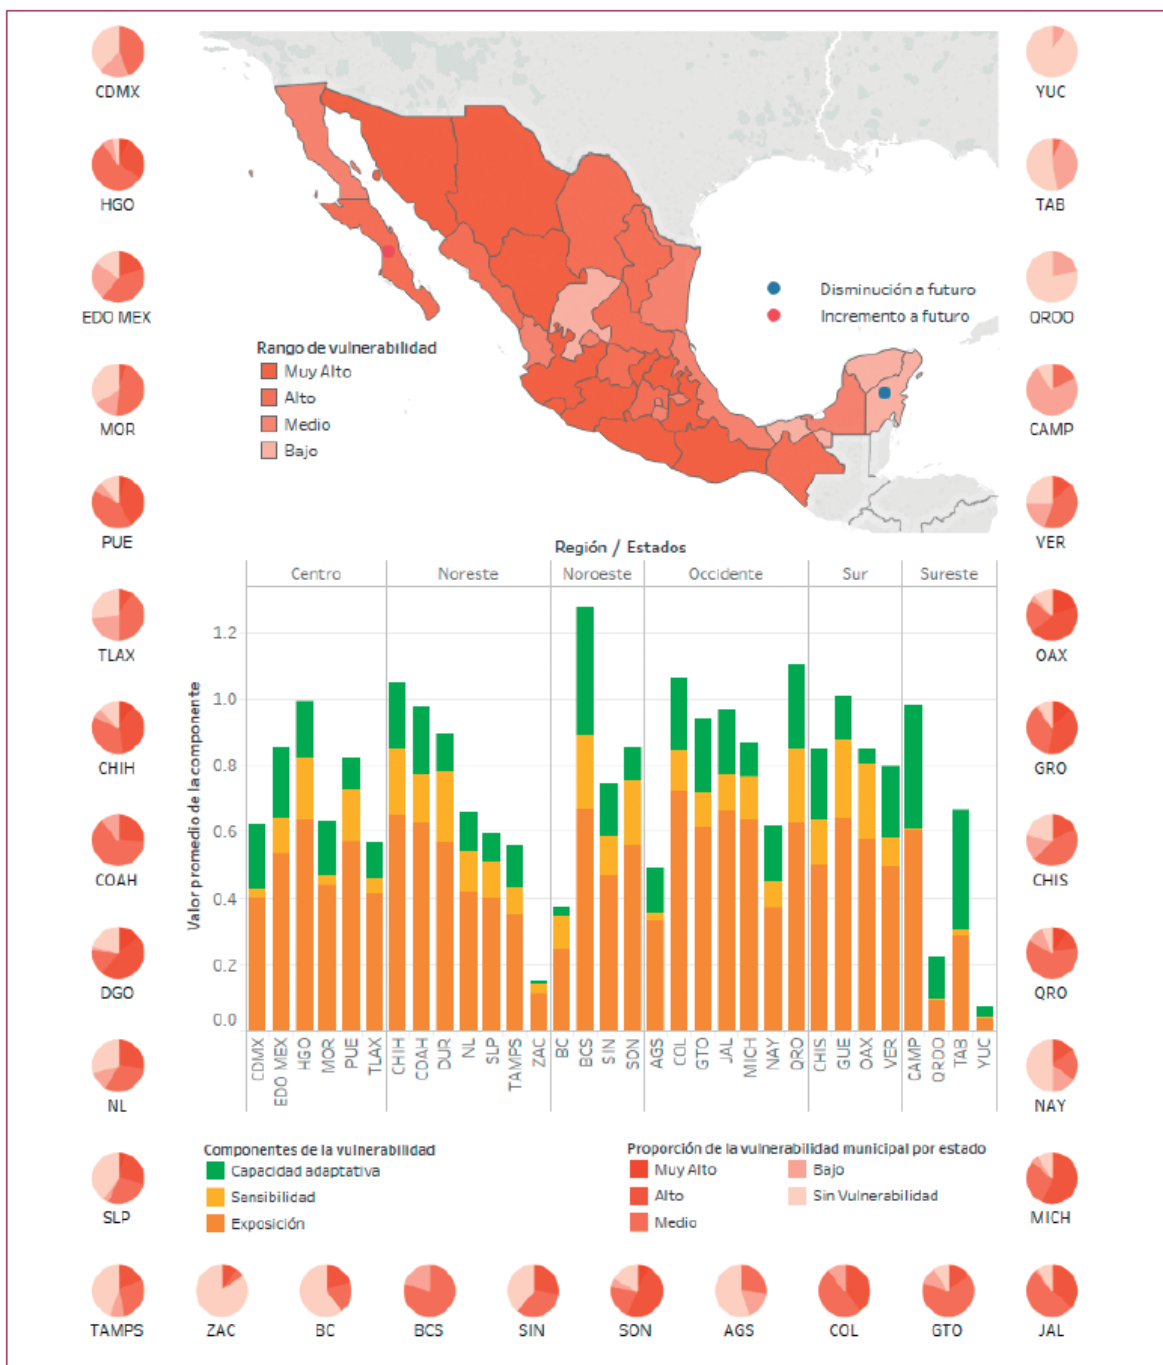 CDMX
HGO
EDO MEX
MOR
PUE
TLAX
CHIH
COAH
DGO
NL
SLP
TAMPS
ZAC
BC
BCS
SIN
SON
AGS
COL
GTO
JAL
YUC
TAB
QROO
CAMP
VER
OAX
GRO
CHIS
QRO
NAY
MICH
Disminución a futuro
Incremento a futuro
Rango de vulnerabilidad
Muy Alto
Alto
Medio
Bajo
Región / Estados
Centro Noreste Noroeste Occidente Sur Sureste
Valor promedio de la componente
1.2
1.0
0.8
0.6
0.4
0.2
0.0
CDMX EDO MEX HGO MOR PUE TLAX CHIH COAH DUR NL SLP TAMPS ZAC BC BCS SIN SON AGS COL GTO JAL MICH NAY QRO CHIS GUE OAX VER CAMP QROO TAB YUC
Componentes de la vulnerabilidad
Capacidad adaptativa
Sensibilidad
Exposición
Proporción de la vulnerabilidad municipal por estado
Muy Alto
Alto
Medio
Bajo
Sin Vulnerabilidad